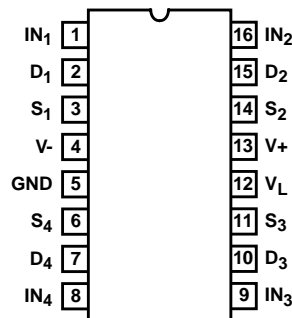 IN1 1 16 IN2
D1 2 15 D2
S1 3 14 S2
V- 4 13 V+
GND 5 12 VL
S4 6 11 S3
D4 7 10 D3
IN4 8 9 IN3